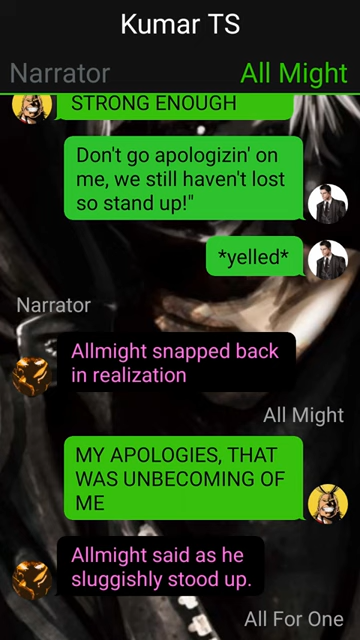 Kumar TS
Narrator
All Might
STRONG ENOUGH
Don't go apologizin' on
me, we still haven't lost
so stand up!"
*yelled*
Narrator
Allmight snapped back
in realization
All Might
MY APOLOGIES, THAT
WAS UNBECOMING OF
ME
Allmight said as he
sluggishly stood up.
All For One